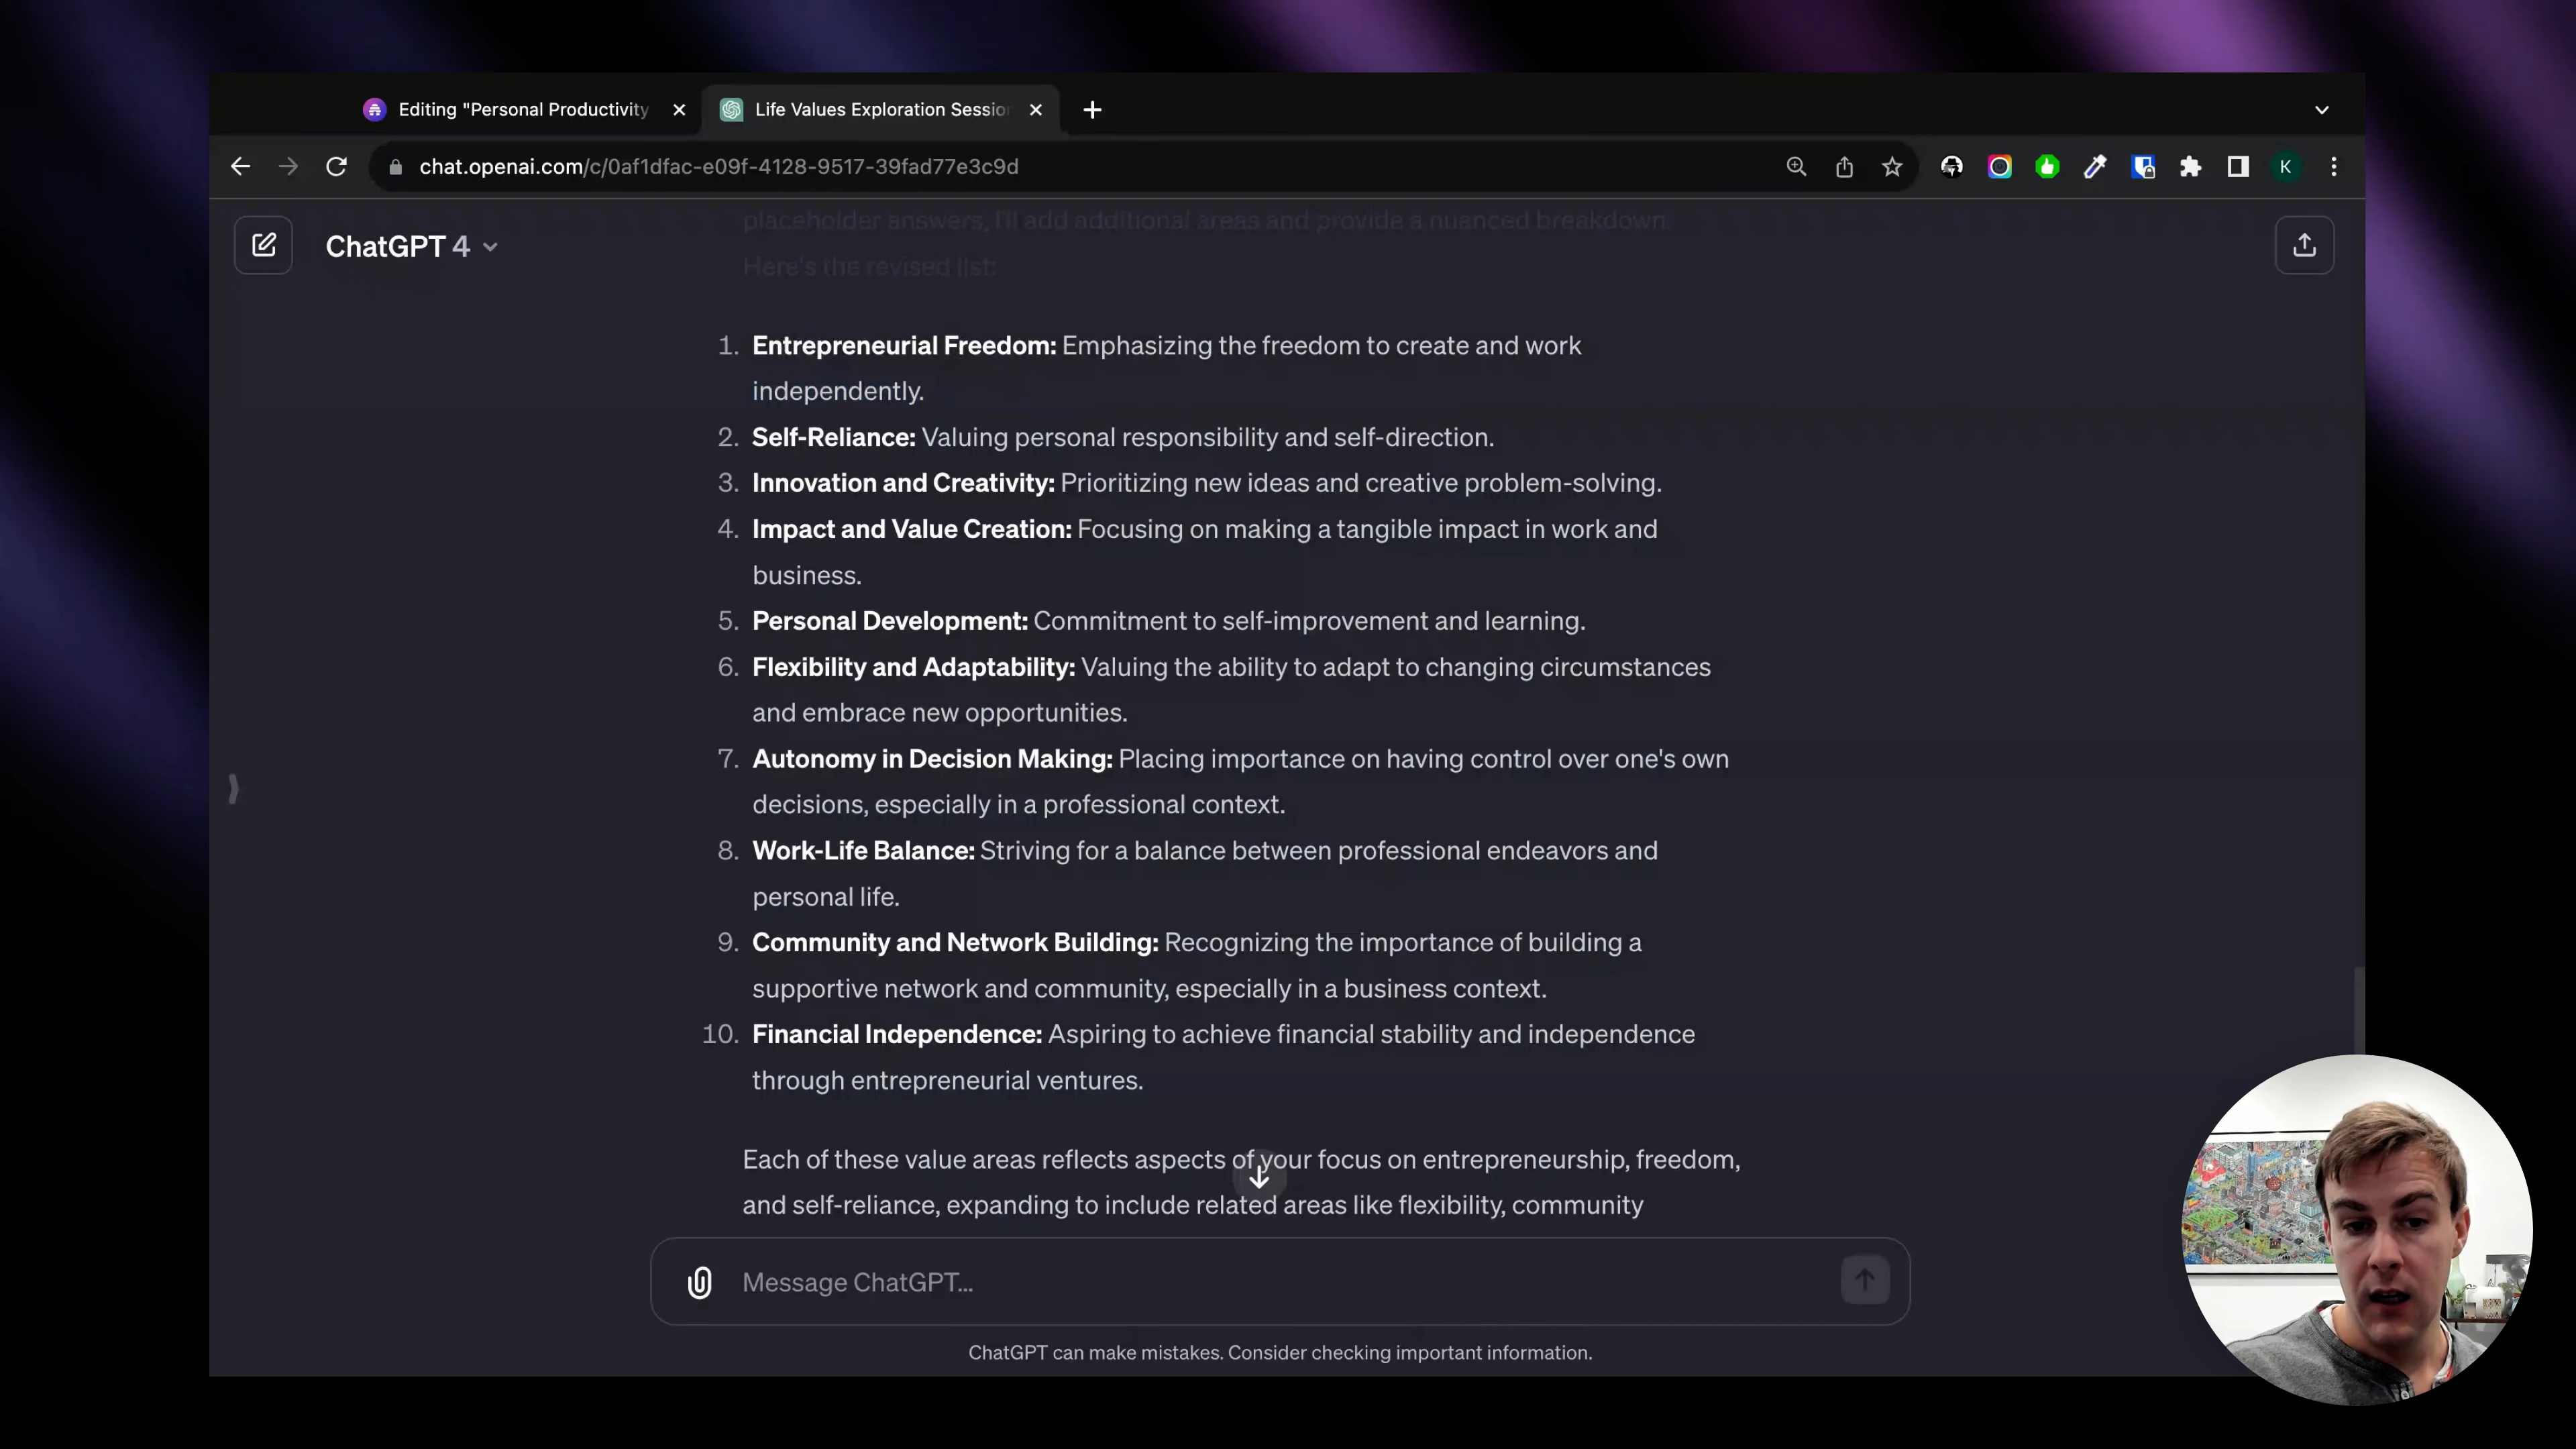 Editing "Personal Productivity
Life Values Exploration Sessio
chat.openai.com/c/0af1dfac-e09f-4128-9517-39fad77e3c9d
K
ChatGPT 4
placeholder answers, I'll add additional areas and provide a nuanced breakdown.
Here's the revised list:
1. Entrepreneurial Freedom: Emphasizing the freedom to create and work
independently.
2. Self-Reliance: Valuing personal responsibility and self-direction.
3. Innovation and Creativity: Prioritizing new ideas and creative problem-solving.
4. Impact and Value Creation: Focusing on making a tangible impact in work and
business.
5. Personal Development: Commitment to self-improvement and learning.
6. Flexibility and Adaptability: Valuing the ability to adapt to changing circumstances
and embrace new opportunities.
7. Autonomy in Decision Making: Placing importance on having control over one's own
decisions, especially in a professional context.
8. Work-Life Balance: Striving for a balance between professional endeavors and
personal life.
9. Community and Network Building: Recognizing the importance of building a
supportive network and community, especially in a business context.
10. Financial Independence: Aspiring to achieve financial stability and independence
through entrepreneurial ventures.
Each of these value areas reflects aspects of your focus on entrepreneurship, freedom,
and self-reliance, expanding to include related areas like flexibility, community
Message ChatGPT...
ChatGPT can make mistakes. Consider checking important information.